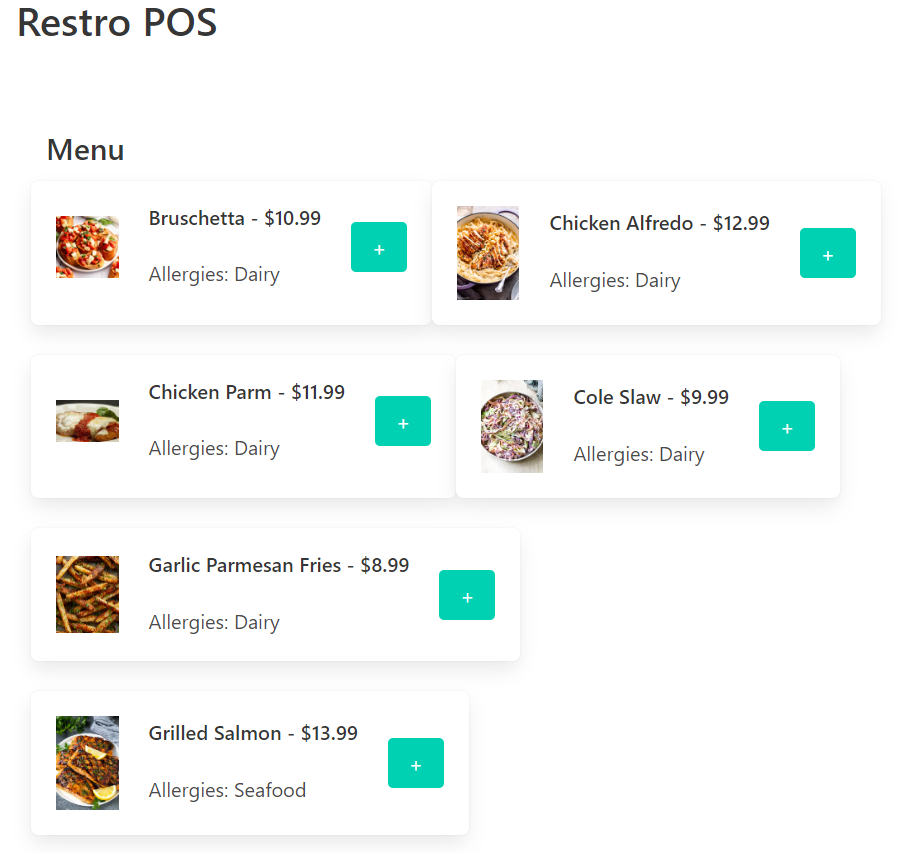 Restro POS
Menu
Bruschetta - $10.99
+
Allergies: Dairy
Chicken Alfredo - $12.99
+
Allergies: Dairy
Chicken Parm - $11.99
+
Allergies: Dairy
Cole Slaw - $9.99
+
Allergies: Dairy
Garlic Parmesan Fries - $8.99
+
Allergies: Dairy
Grilled Salmon - $13.99
+
Allergies: Seafood